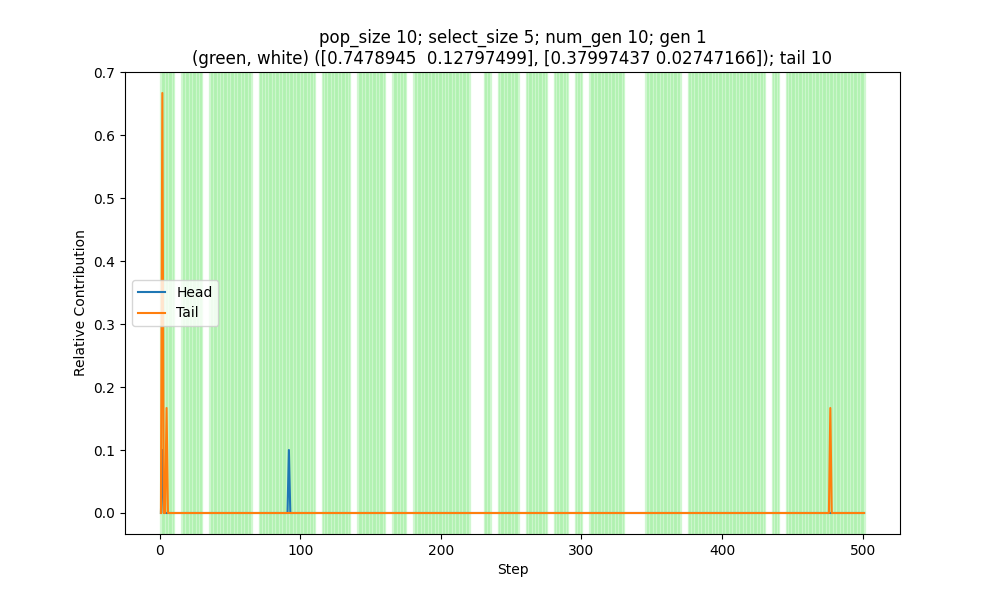 pop_size 10; select_size 5; num_gen 10; gen 1
(green, white) ([0.7478945  0.12797499], [0.37997437 0.02747166]); tail 10
0.7
0.6
0.5
0.4
0.3
0.2
0.1
0.0
Relative Contribution
Head
Tail
0 100 200 300 400 500
Step